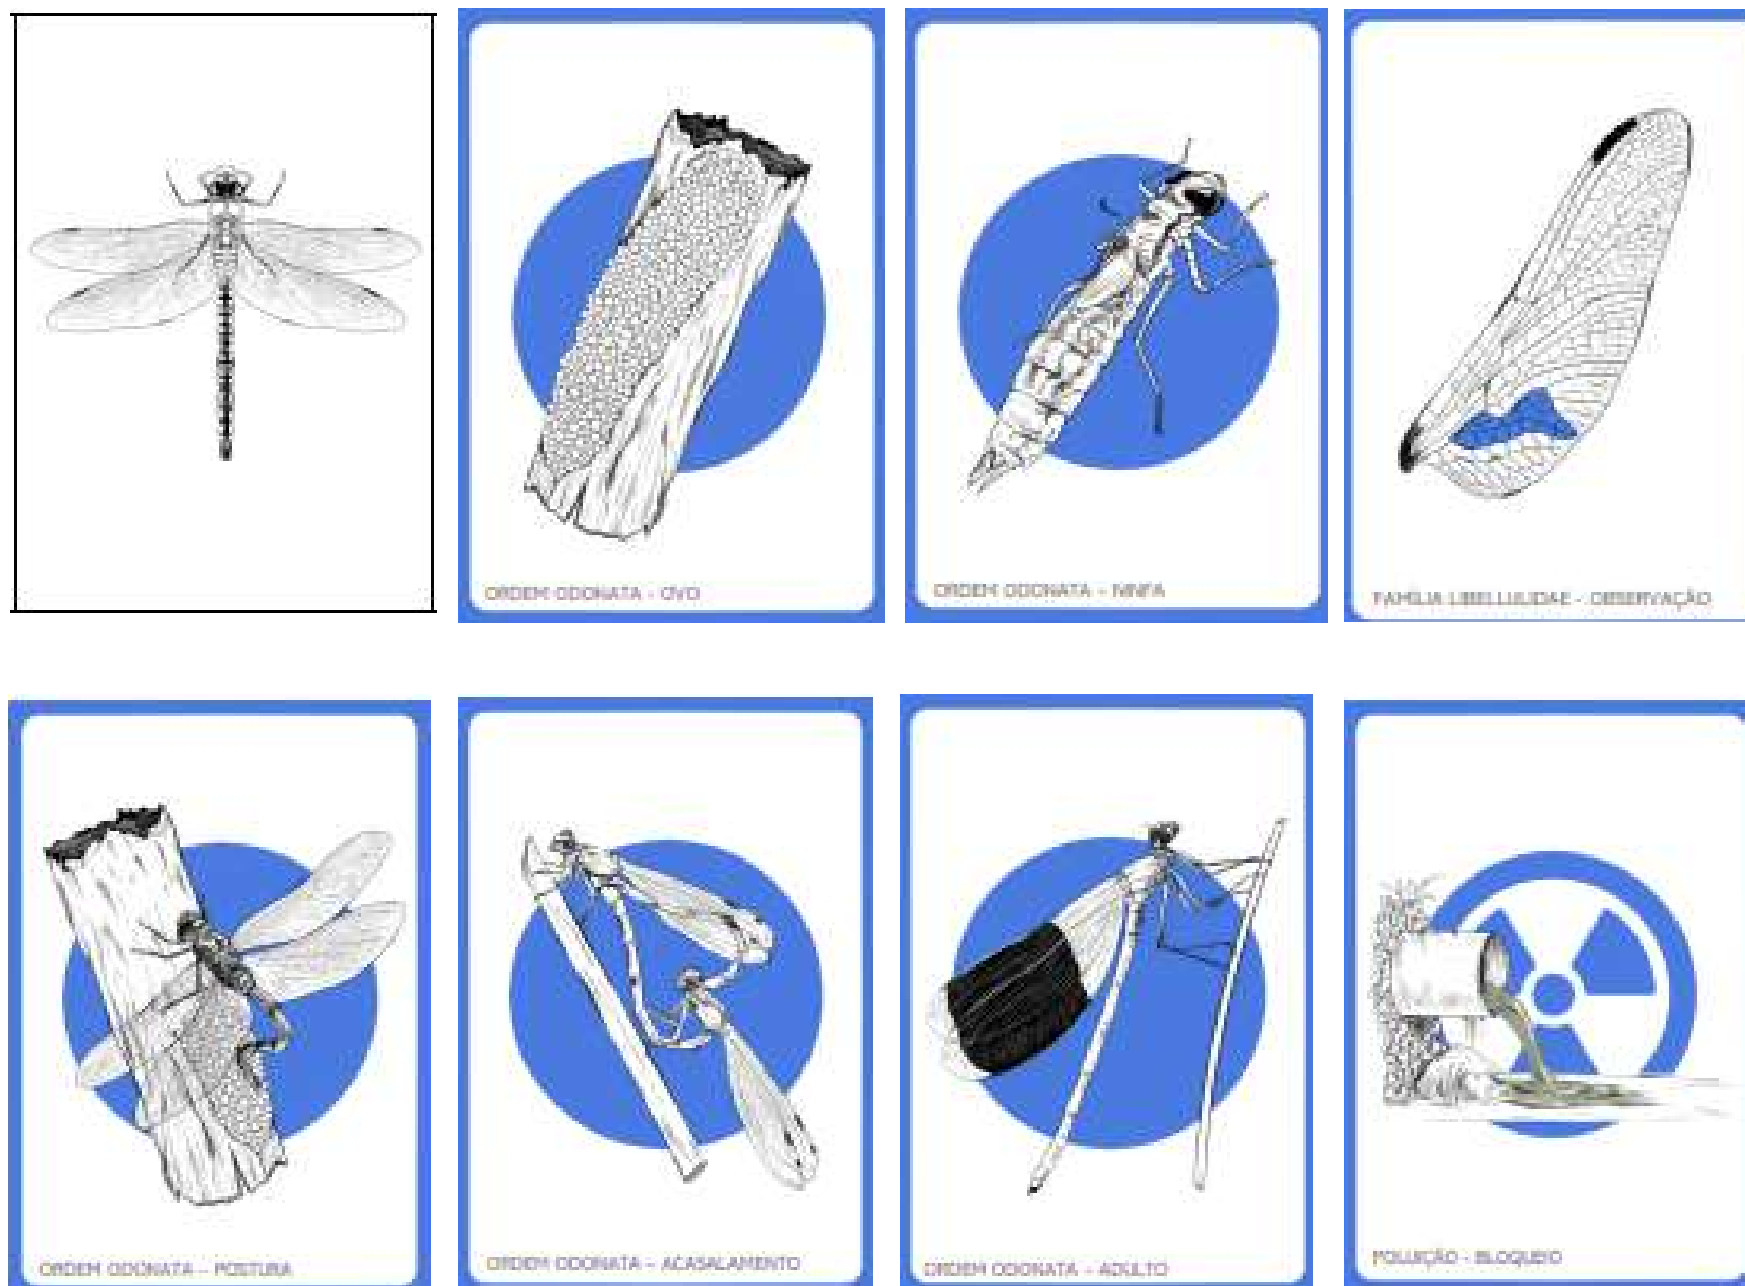 ORDEM ODONATA - OVO
ORDEM ODONATA - NINFA
FAMÍLIA LIBELLULIDAE - OBSERVAÇÃO
ORDEM ODONATA - POSTURA
ORDEM ODONATA - ACASALAMENTO
ORDEM ODONATA - ADULTO
POLUIÇÃO - BLOQUEIO